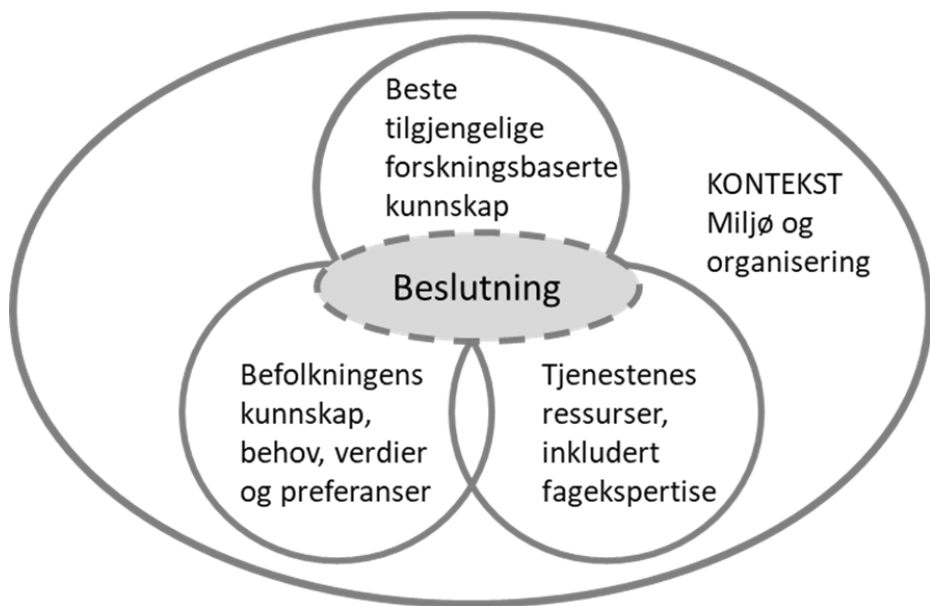 Beste
tilgjengelige
forskningsbaserte
kunnskap
KONTEKST
Miljø og
organisering
Beslutning
Befolkningens
kunnskap,
behov, verdier
og preferanser
Tjenestenes
ressurser,
inkludert
fagekspertise